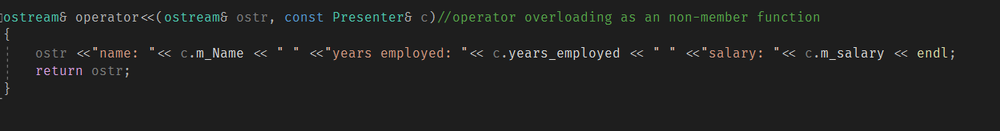 ostream& operator<<(ostream& ostr, const Presenter& c)//operator overloading as an non-member function
{
    ostr <<"name: "<< c.m_Name << " " <<"years employed: "<< c.years_employed << " " <<"salary: "<< c.m_salary << endl;
    return ostr;
}